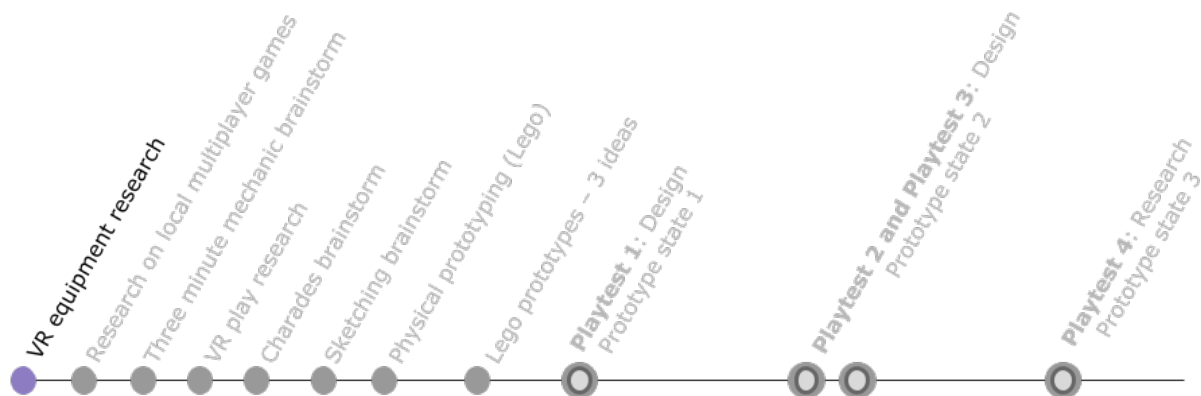 VR equipment research
Research on local multiplayer games
Three minute mechanic brainstorm
VR play research
Charades brainstorm
Sketching brainstorm
Physical prototyping (Lego)
Lego prototypes – 3 ideas
Playtest 1: Design
Prototype state 1
Playtest 2 and Playtest 3: Design
Prototype state 2
Playtest 4: Research
Prototype state 3